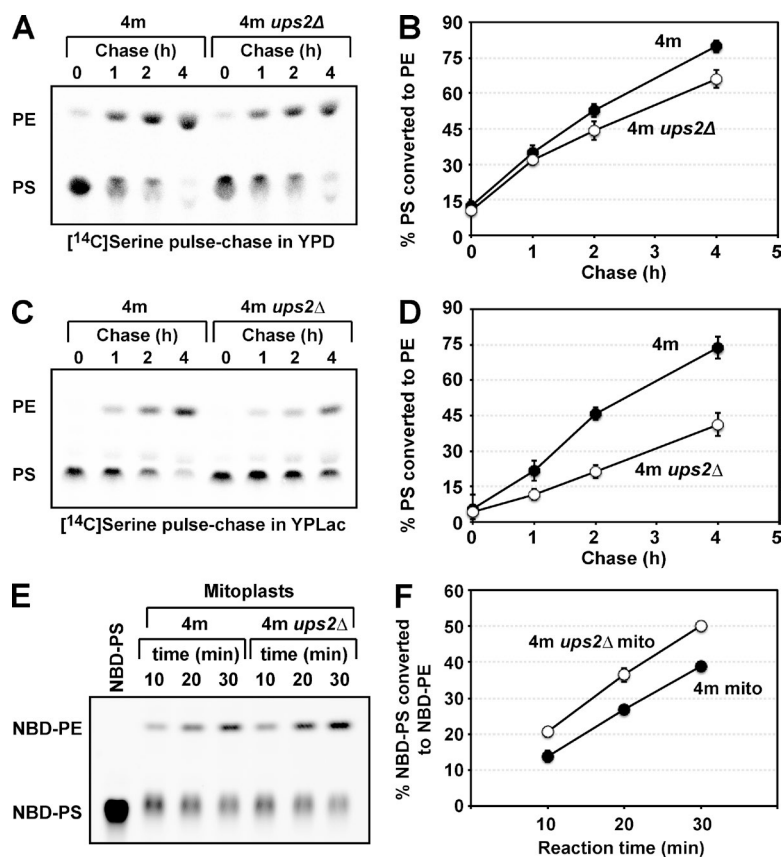 A
4m
4m ups2Δ
Chase (h)
Chase (h)
0 1 2 4 0 1 2 4
PE
PS
[¹⁴C]Serine pulse-chase in YPD
B
% PS converted to PE
90
75
60
45
30
15
0
4m
4m ups2Δ
0 1 2 3 4 5
Chase (h)
C
4m
4m ups2Δ
Chase (h)
Chase (h)
0 1 2 4 0 1 2 4
PE
PS
[¹⁴C]Serine pulse-chase in YPLac
D
% PS converted to PE
90
75
60
45
30
15
0
4m
4m ups2Δ
0 1 2 3 4 5
Chase (h)
E
Mitoplasts
NBD-PS
4m
4m ups2Δ
time (min)
time (min)
10 20 30 10 20 30
NBD-PE
NBD-PS
F
% NBD-PS converted
to NBD-PE
60
50
40
30
20
10
0
4m ups2Δ mito
4m mito
10 20 30
Reaction time (min)